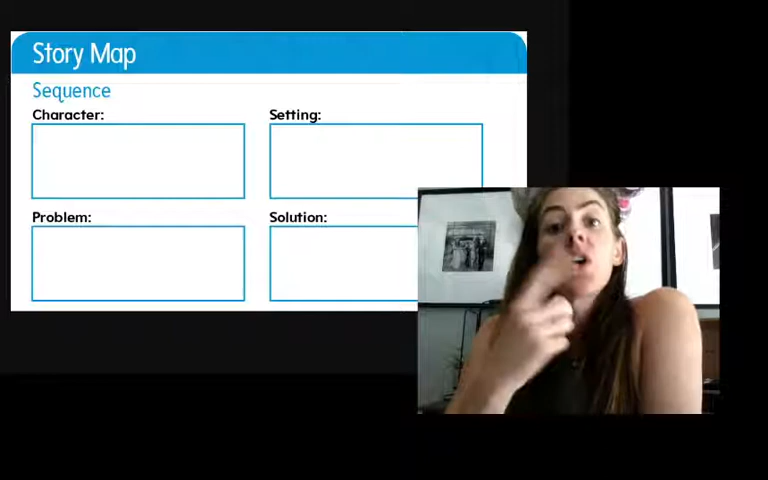 Story Map
Sequence
Character:
Setting:
Problem:
Solution: